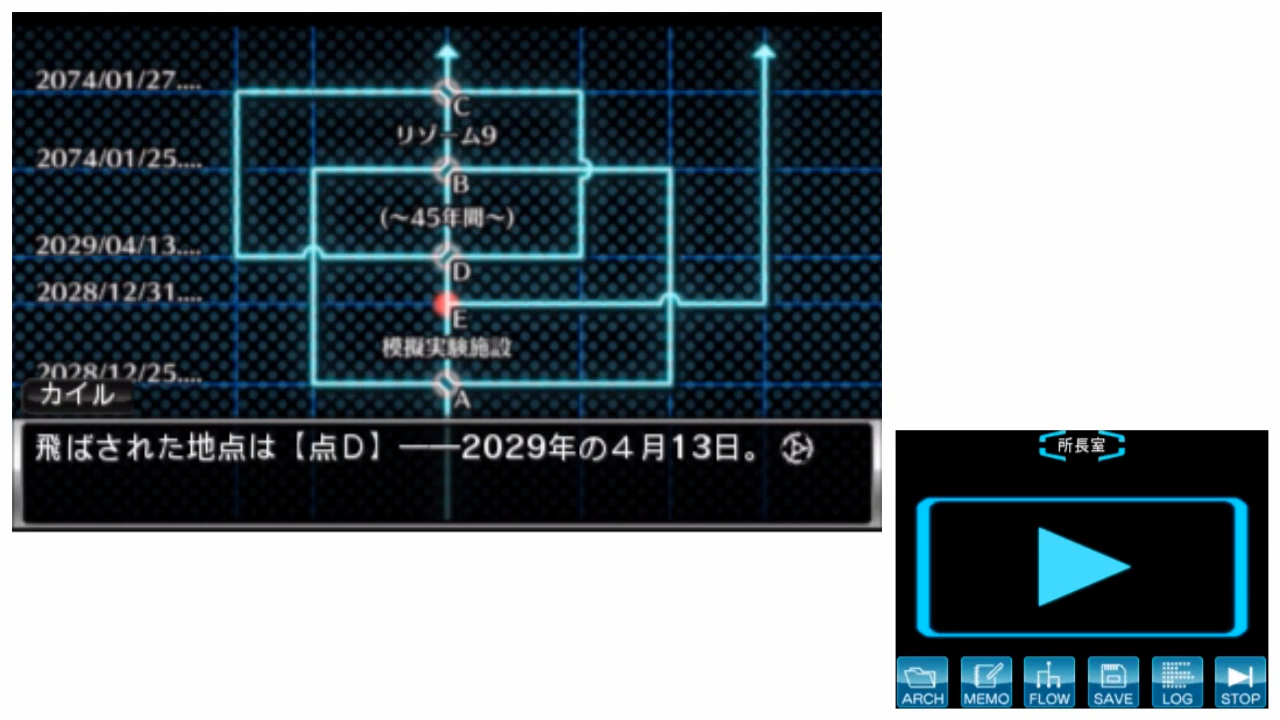 2074/01/27....
C
リゾーム9
2074/01/25....
B
(～45年間～)
2029/04/13....
D
2028/12/31....
E
模擬実験施設
2028/12/25....
A
カイル
飛ばされた地点は【点D】――2029年の4月13日。
所長室
ARCH MEMO FLOW SAVE LOG STOP